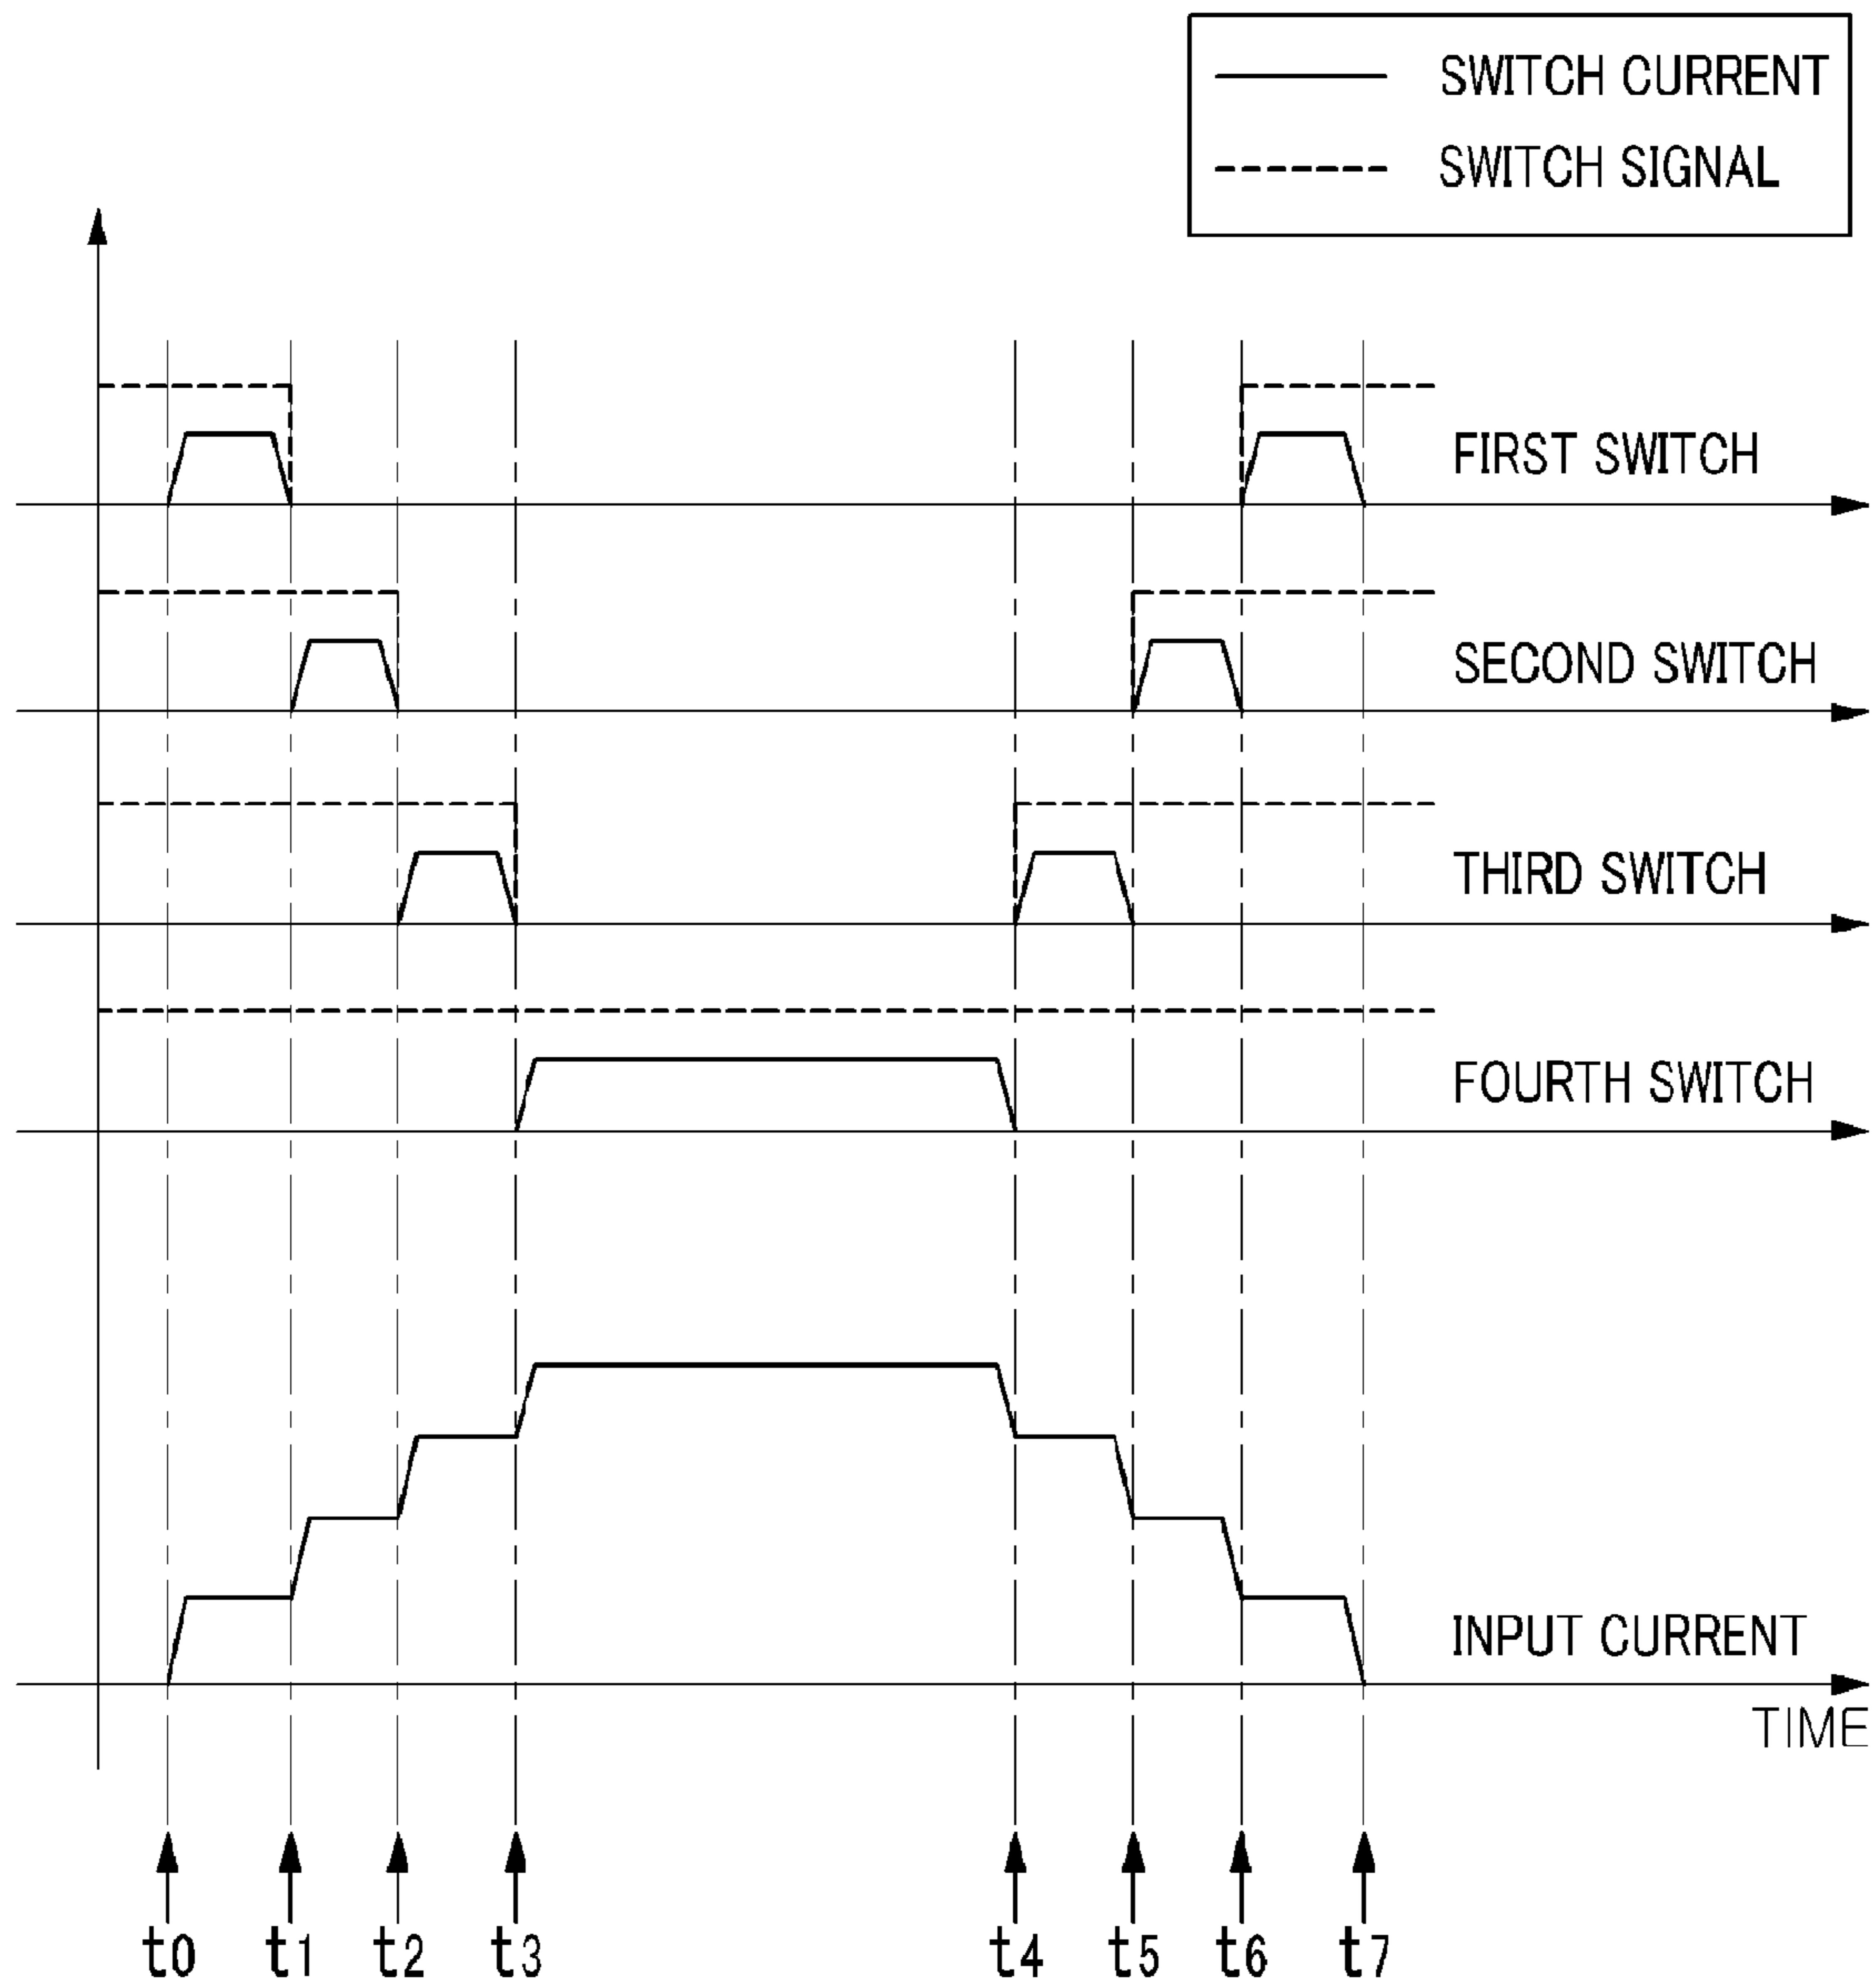 SWITCH CURRENT
SWITCH SIGNAL
FIRST SWITCH
SECOND SWITCH
THIRD SWITCH
FOURTH SWITCH
INPUT CURRENT
TIME
t0 t1 t2 t3 t4 t5 t6 t7